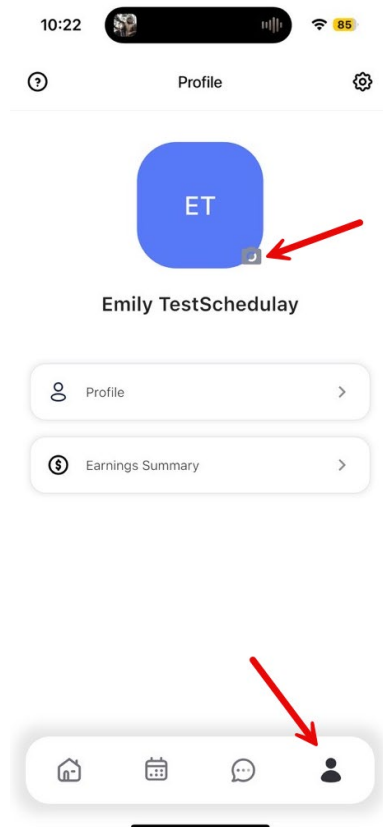 10:22
85
Profile
ET
Emily TestSchedulay
Profile
Earnings Summary